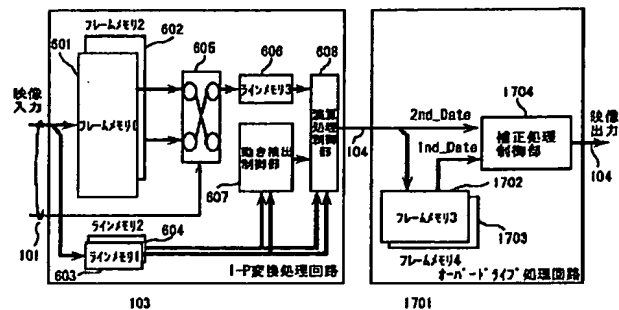 フレームメモリ2
601
602
605
606
608
映像
入力
フレームメモリ1
ラインメモリ3
演算
処理
制御
部
動き検出
制御部
607
101
ラインメモリ2
604
ラインメモリ1
603
I-P変換処理回路
103
104
2nd_Date
1nd_Date
1704
補正処理
制御部
映像
出力
104
1702
フレームメモリ3
1703
フレームメモリ4
オーバードライブ処理回路
1701